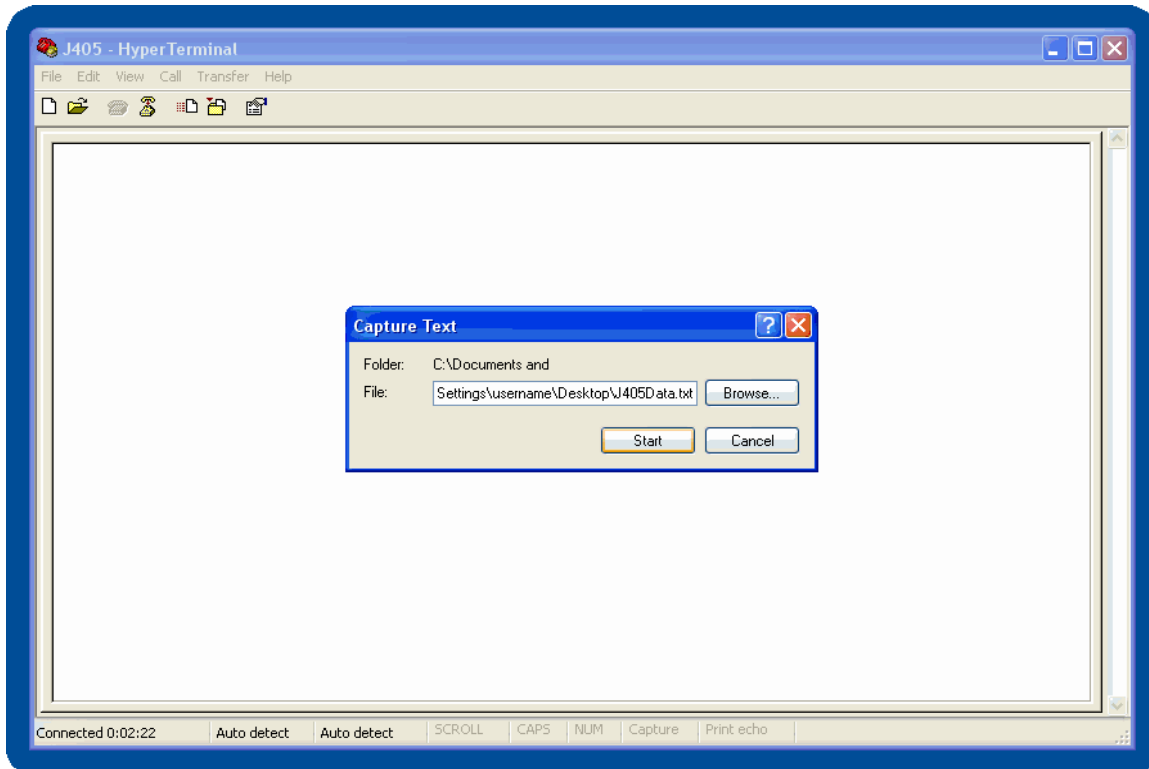 J405 - HyperTerminal
File Edit View Call Transfer Help
Capture Text
Folder: C:\Documents and
File: Settings\username\Desktop\J405Data.txt Browse...
Start Cancel
Connected 0:02:22 Auto detect Auto detect SCROLL CAPS NUM Capture Print echo